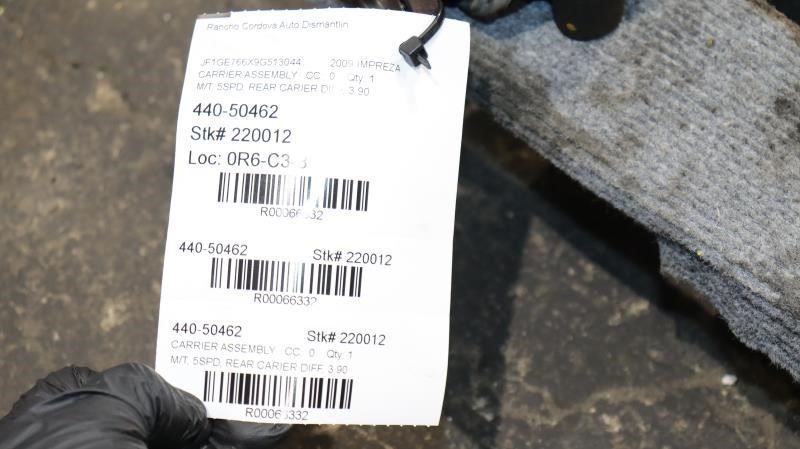 Rancho Cordova Auto Dismantlin
JF1GE766X9G513044 2009 IMPREZA
CARRIER ASSEMBLY CC: 0 Qty: 1
M/T, 5SPD, REAR CARIER DIFF, 3.90
440-50462
Stk# 220012
Loc: 0R6-C3-3
R00066332
440-50462 Stk# 220012
R00066332
440-50462 Stk# 220012
CARRIER ASSEMBLY CC: 0 Qty: 1
M/T, 5SPD, REAR CARIER DIFF, 3.90
R00066332